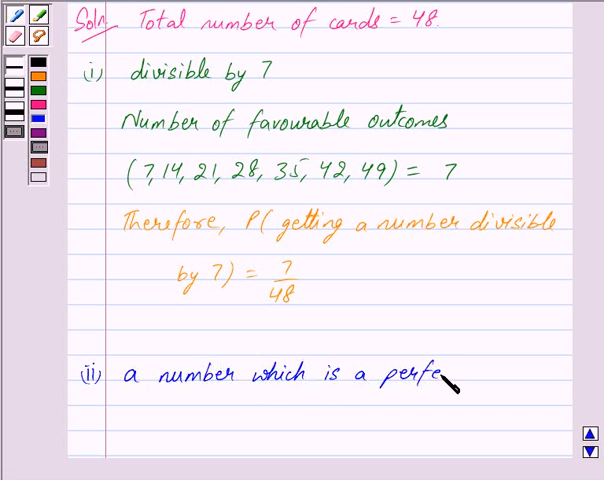 Soln Total number of cards = 48.
(i) divisible by 7
Number of favourable outcomes
(7, 14, 21, 28, 35, 42, 49) = 7
Therefore, P( getting a number divisible
by 7) = 7/48
(ii) a number which is a perfe